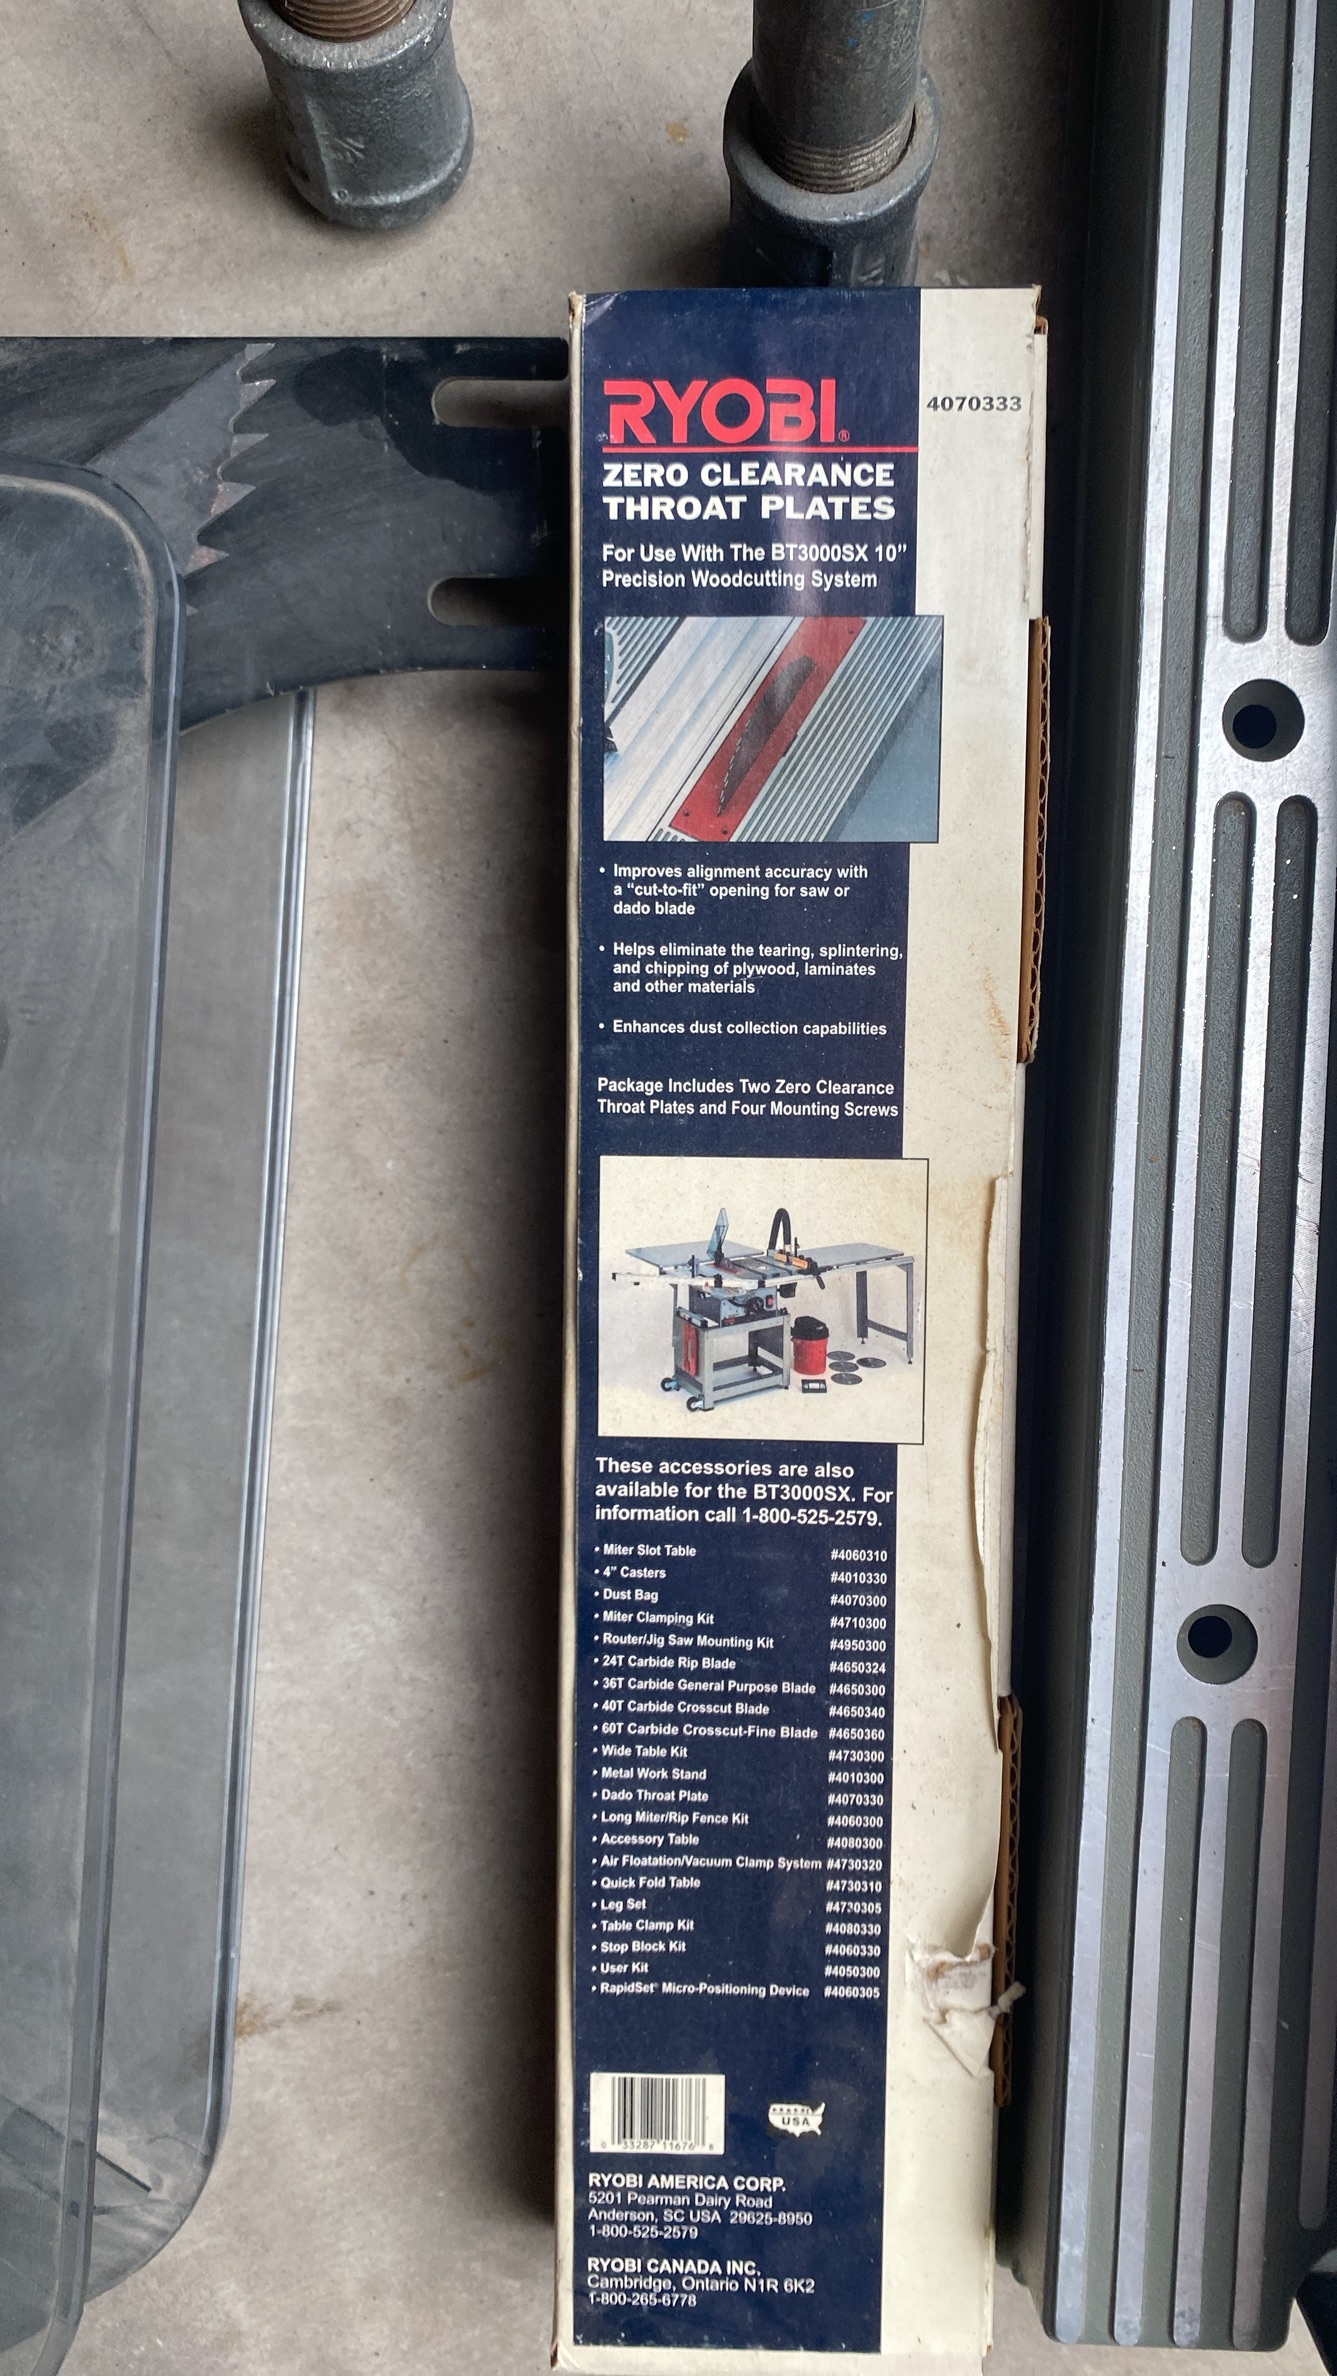 RYOBI®
4070333
ZERO CLEARANCE
THROAT PLATES
For Use With The BT3000SX 10”
Precision Woodcutting System
• Improves alignment accuracy with
a “cut-to-fit” opening for saw or
dado blade
• Helps eliminate the tearing, splintering,
and chipping of plywood, laminates
and other materials
• Enhances dust collection capabilities
Package Includes Two Zero Clearance
Throat Plates and Four Mounting Screws
These accessories are also
available for the BT3000SX. For
information call 1-800-525-2579.
• Miter Slot Table #4060310
• 4” Casters #4010330
• Dust Bag #4070300
• Miter Clamping Kit #4710300
• Router/Jig Saw Mounting Kit #4950300
• 24T Carbide Rip Blade #4650324
• 36T Carbide General Purpose Blade #4650300
• 40T Carbide Crosscut Blade #4650340
• 60T Carbide Crosscut-Fine Blade #4650360
• Wide Table Kit #4730300
• Metal Work Stand #4010300
• Dado Throat Plate #4070330
• Long Miter/Rip Fence Kit #4060300
• Accessory Table #4080300
• Air Floatation/Vacuum Clamp System #4730320
• Quick Fold Table #4730310
• Leg Set #4730305
• Table Clamp Kit #4080330
• Stop Block Kit #4060330
• User Kit #4050300
• RapidSet® Micro-Positioning Device #4060305
USA
0 33287 11676 8
RYOBI AMERICA CORP.
5201 Pearman Dairy Road
Anderson, SC USA 29625-8950
1-800-525-2579
RYOBI CANADA INC.
Cambridge, Ontario N1R 6K2
1-800-265-6778